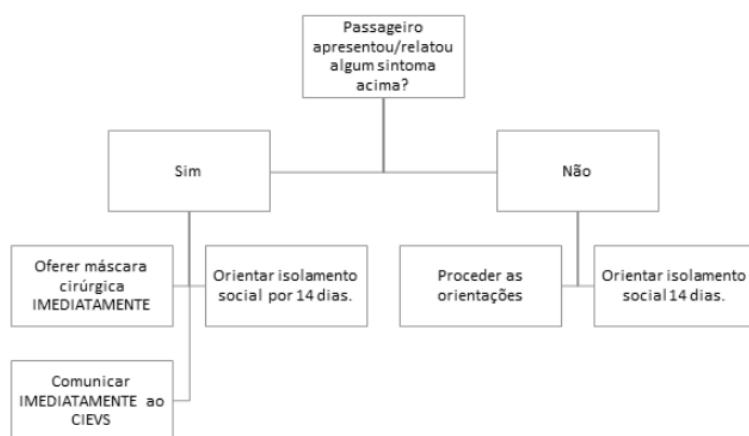 Passageiro
apresentou/relatou
algum sintoma
acima?
Sim
Não
Oferer máscara
cirúrgica
IMEDIATAMENTE
Orientar isolamento
social por 14 dias.
Proceder as
orientações
Orientar isolamento
social 14 dias.
Comunicar
IMEDIATAMENTE ao
CIEVS